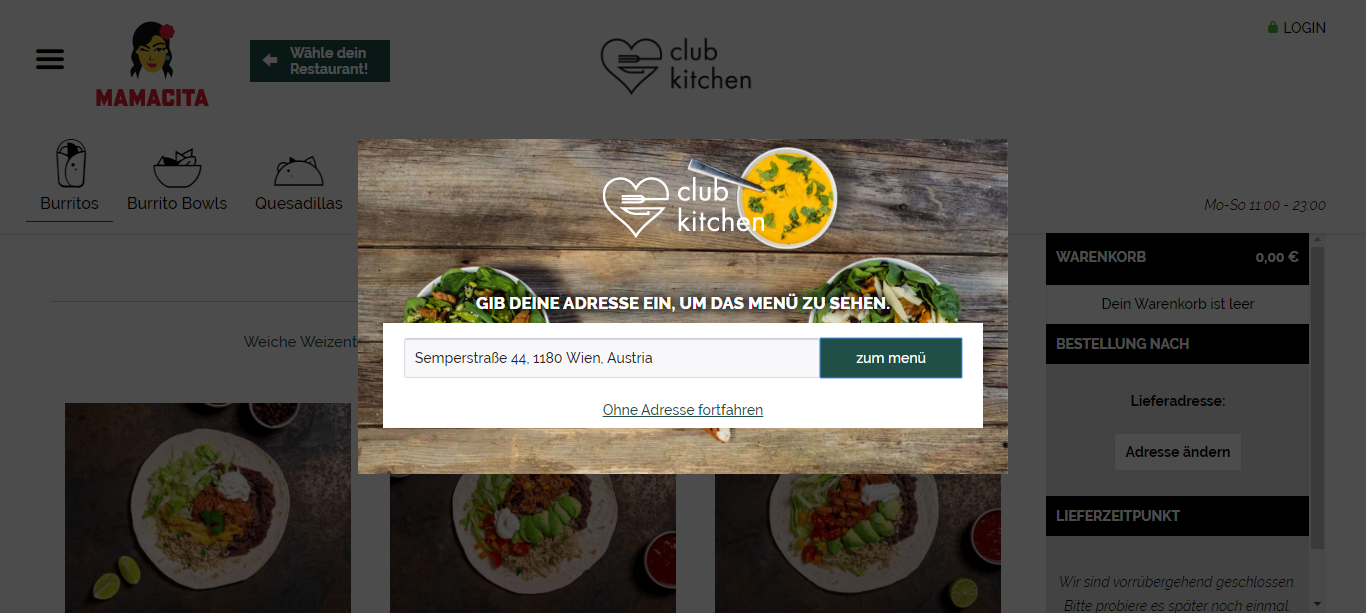 LOGIN
Wähle dein
Restaurant!
club
kitchen
MAMACITA
Burritos
Burrito Bowls
Quesadillas
Mo-So 11:00 - 23:00
club
kitchen
GIB DEINE ADRESSE EIN, UM DAS MENÜ ZU SEHEN.
Semperstraße 44, 1180 Wien, Austria
zum menü
Ohne Adresse fortfahren
Weiche Weizent
WARENKORB 0,00 €
Dein Warenkorb ist leer
BESTELLUNG NACH
Lieferadresse:
Adresse ändern
LIEFERZEITPUNKT
Wir sind vorrübergehend geschlossen.
Bitte probiere es später noch einmal.